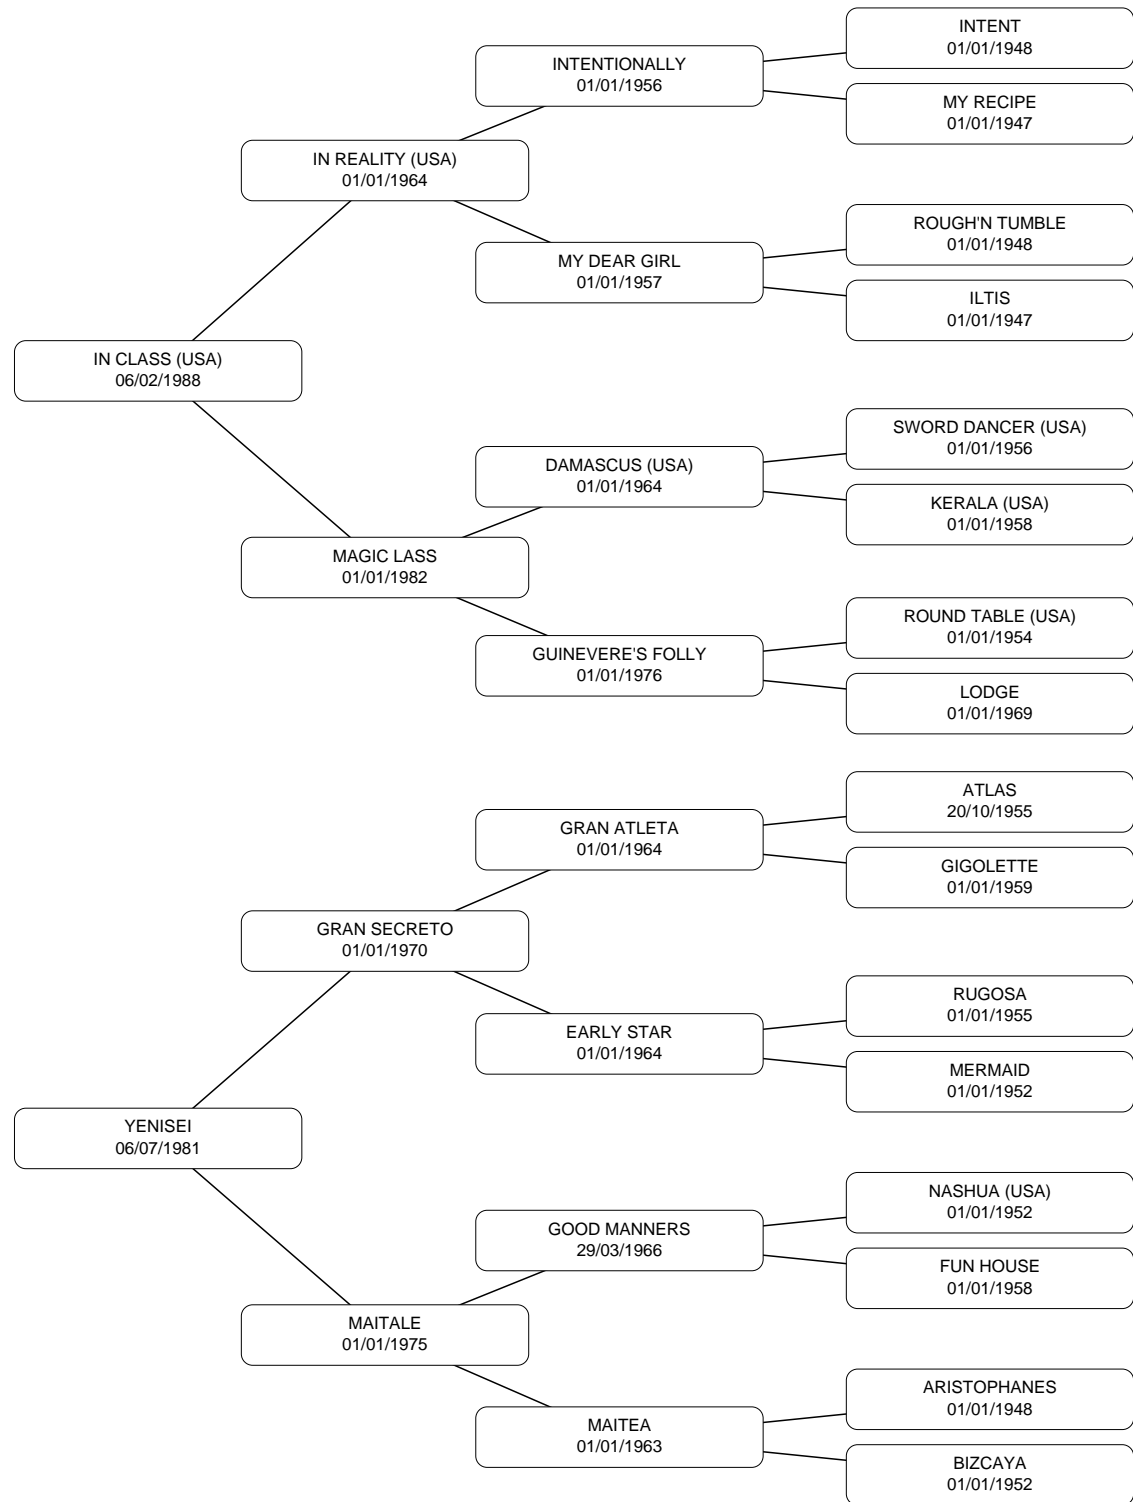 INTENT
01/01/1948
INTENTIONALLY
01/01/1956
MY RECIPE
01/01/1947
IN REALITY (USA)
01/01/1964
ROUGH'N TUMBLE
01/01/1948
MY DEAR GIRL
01/01/1957
ILTIS
01/01/1947
IN CLASS (USA)
06/02/1988
SWORD DANCER (USA)
01/01/1956
DAMASCUS (USA)
01/01/1964
KERALA (USA)
01/01/1958
MAGIC LASS
01/01/1982
ROUND TABLE (USA)
01/01/1954
GUINEVERE'S FOLLY
01/01/1976
LODGE
01/01/1969
ATLAS
20/10/1955
GRAN ATLETA
01/01/1964
GIGOLETTE
01/01/1959
GRAN SECRETO
01/01/1970
RUGOSA
01/01/1955
EARLY STAR
01/01/1964
MERMAID
01/01/1952
YENISEI
06/07/1981
NASHUA (USA)
01/01/1952
GOOD MANNERS
29/03/1966
FUN HOUSE
01/01/1958
MAITALE
01/01/1975
ARISTOPHANES
01/01/1948
MAITEA
01/01/1963
BIZCAYA
01/01/1952